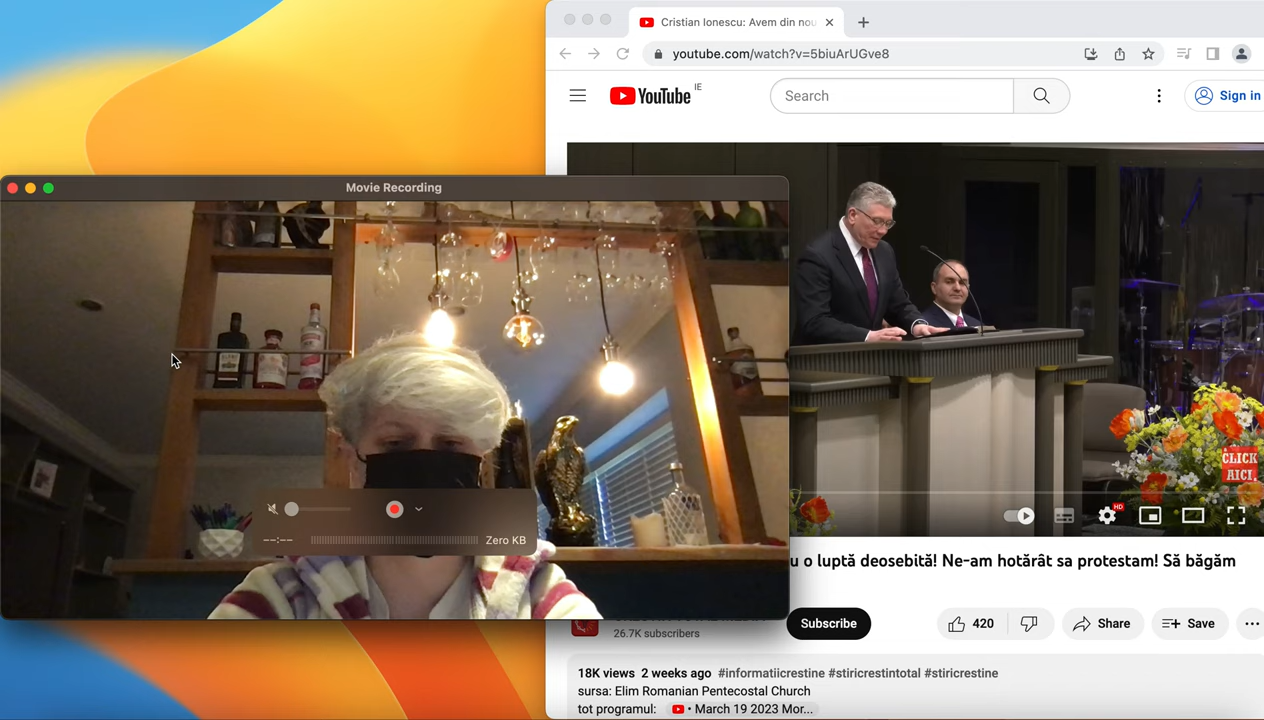 Cristian Ionescu: Avem din nou
youtube.com/watch?v=5biuArUGve8
YouTube IE
Search
Sign in
Movie Recording
--:--
Zero KB
CLICK
AICI,
HD
u o luptă deosebită! Ne-am hotărât sa protestam! Să băgăm
26.7K subscribers
Subscribe
420
Share
Save
18K views 2 weeks ago #informatiicrestine #stiricrestintotal #stiricrestine
sursa: Elim Romanian Pentecostal Church
tot programul: • March 19 2023 Mor...